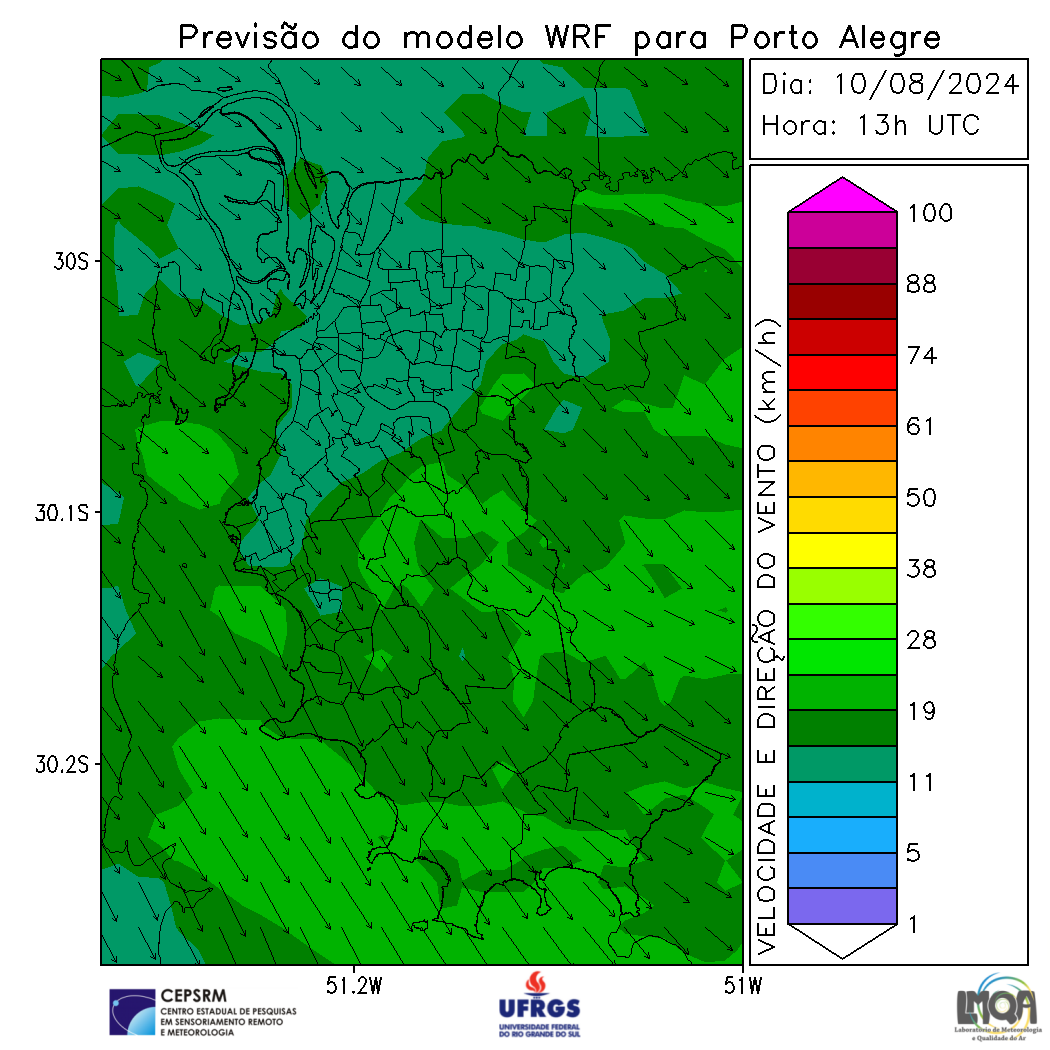 Previsão do modelo WRF para Porto Alegre
Dia: 10/08/2024
Hora: 13h UTC
30S
30.1S
30.2S
51.2W
51W
VELOCIDADE E DIREÇÃO DO VENTO (km/h)
100
88
74
61
50
38
28
19
11
5
1
CEPSRM
CENTRO ESTADUAL DE PESQUISAS
EM SENSORIAMENTO REMOTO
E METEOROLOGIA
UFRGS
UNIVERSIDADE FEDERAL
DO RIO GRANDE DO SUL
LMQA
Laboratório de Meteorologia
e Qualidade do Ar